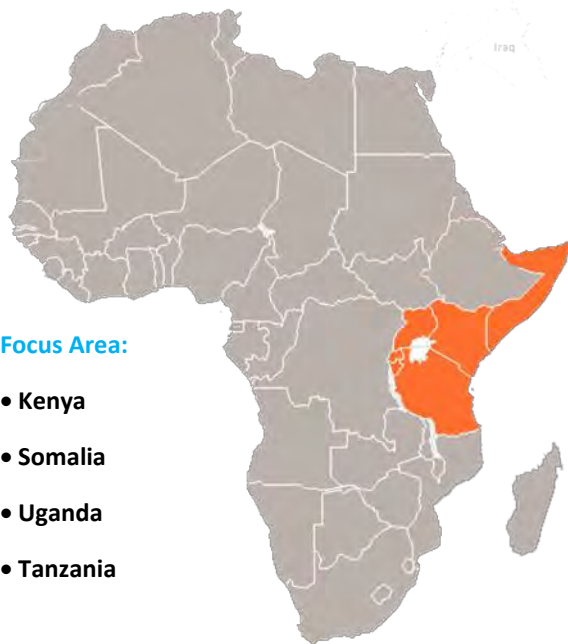 Iraq
Focus Area:
• Kenya
• Somalia
• Uganda
• Tanzania